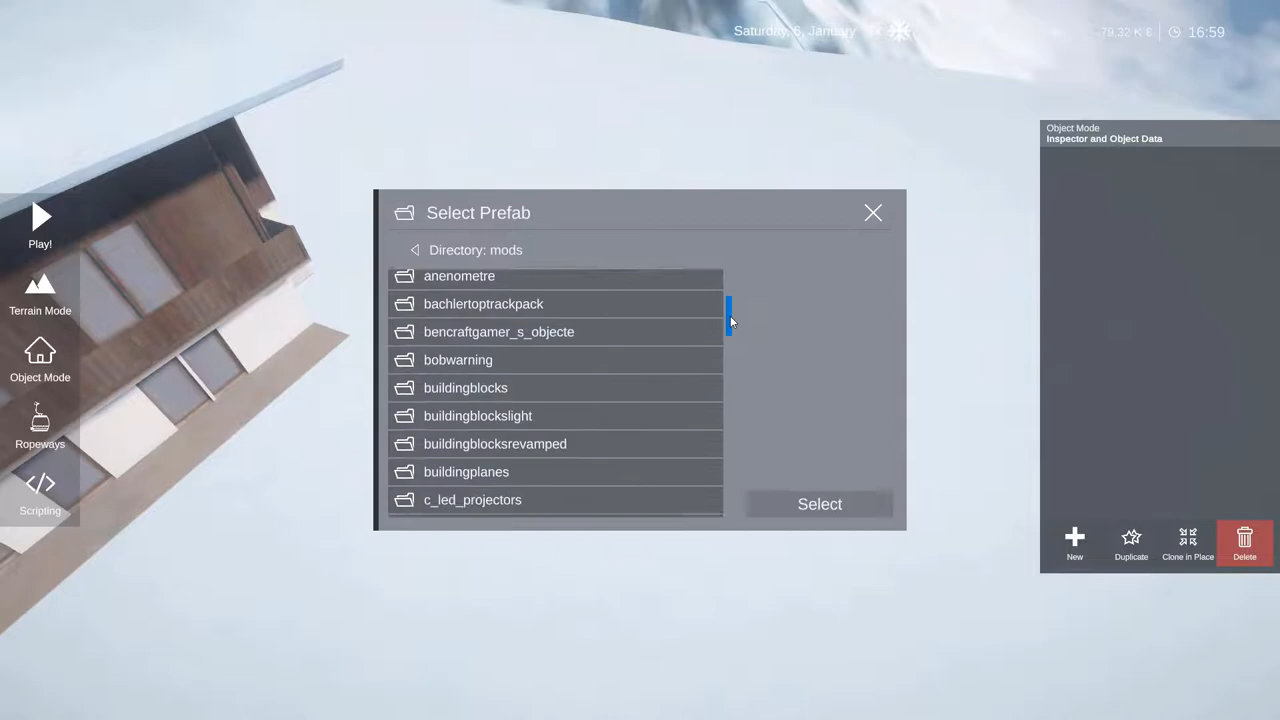 Saturday, 6, January
79.32 K €
16:59
Object Mode
Inspector and Object Data
Select Prefab
Directory: mods
anenometre
bachlertoptrackpack
bencraftgamer_s_objecte
bobwarning
buildingblocks
buildingblockslight
buildingblocksrevamped
buildingplanes
c_led_projectors
Select
Play!
Terrain Mode
Object Mode
Ropeways
Scripting
New
Duplicate
Clone in Place
Delete